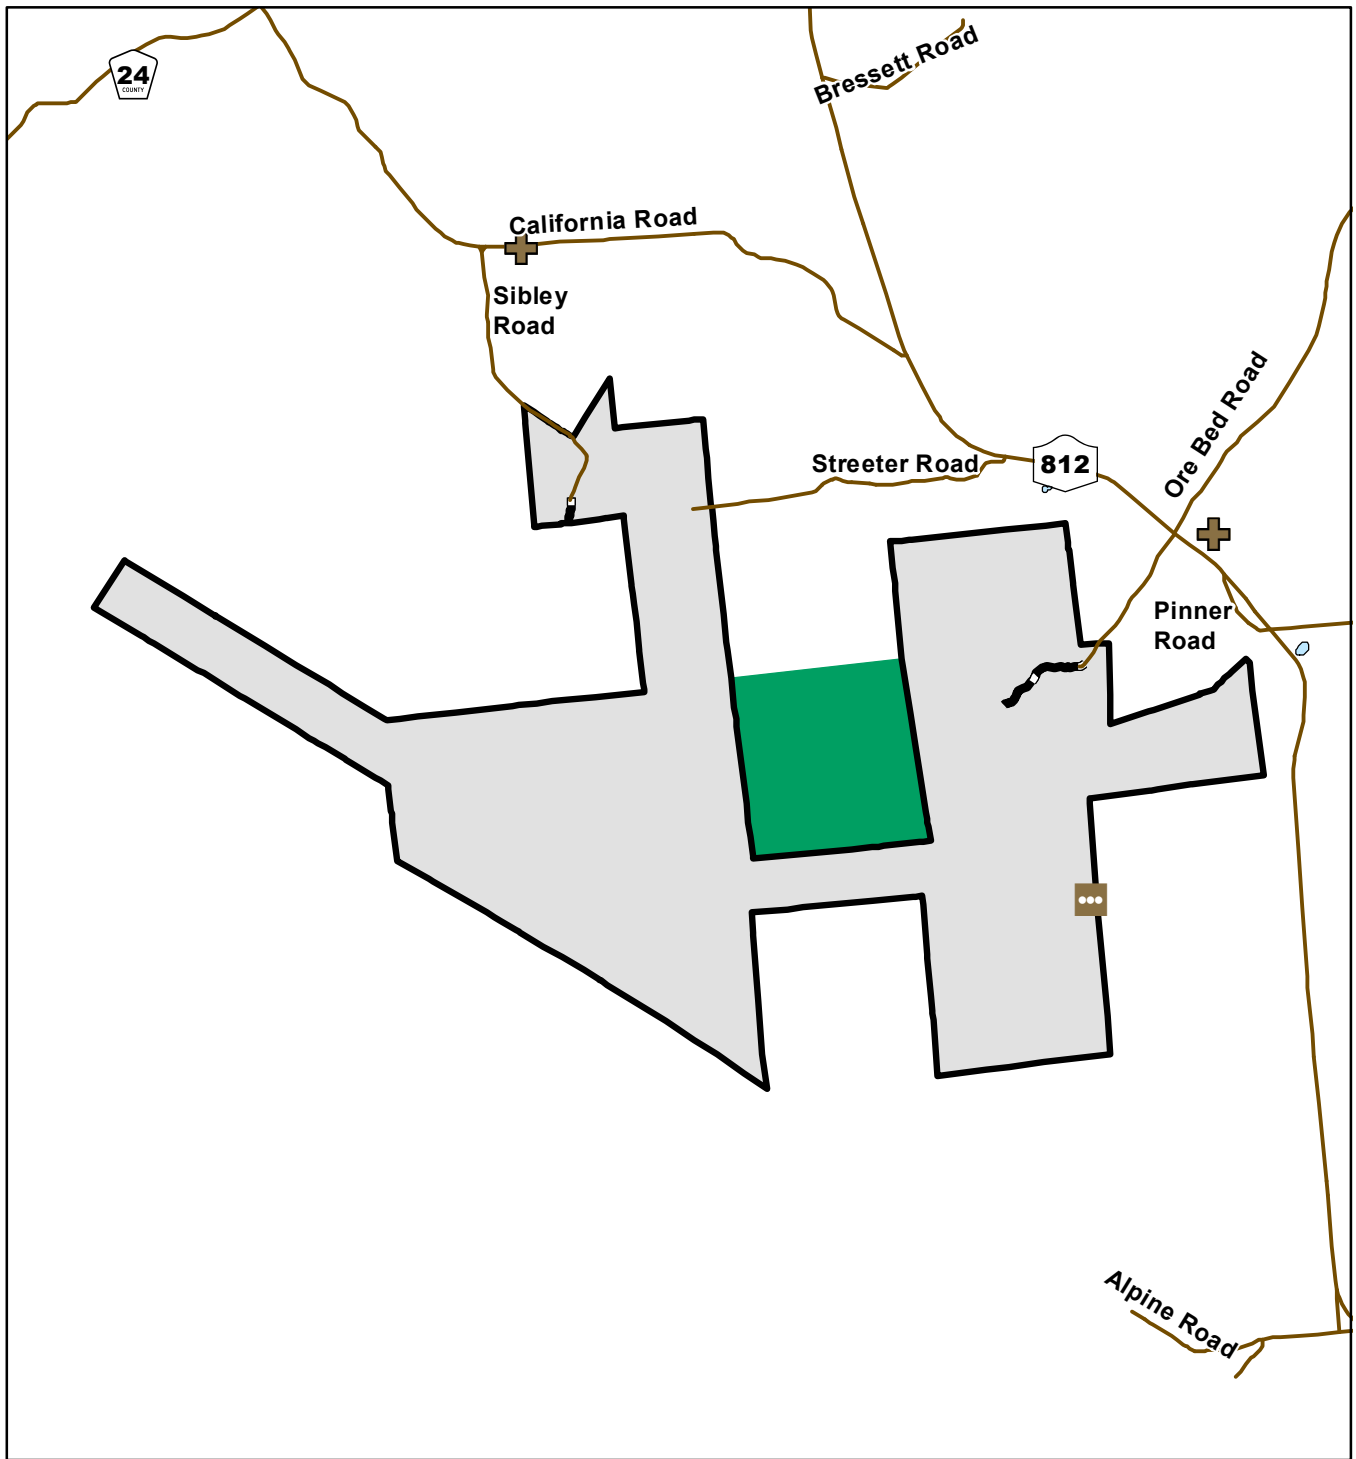 Bressett Road
24
COUNTY
California Road
Sibley
Road
Ore Bed Road
Streeter Road
812
Pinner
Road
Alpine Road